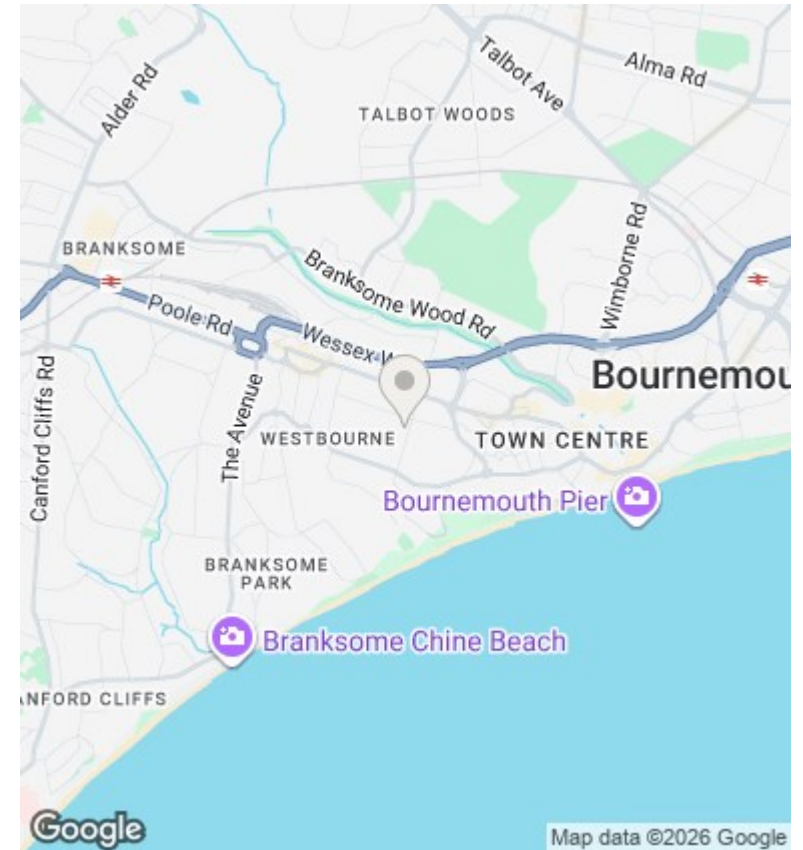 Talbot Ave
Alma Rd
Alder Rd
TALBOT WOODS
BRANKSOME
Wimborne Rd
Branksome Wood Rd
Poole Rd
Wessex W
Bournemou
Canford Cliffs Rd
The Avenue
WESTBOURNE
TOWN CENTRE
Bournemouth Pier
BRANKSOME
PARK
Branksome Chine Beach
ANFORD CLIFFS
Google
Map data ©2026 Google